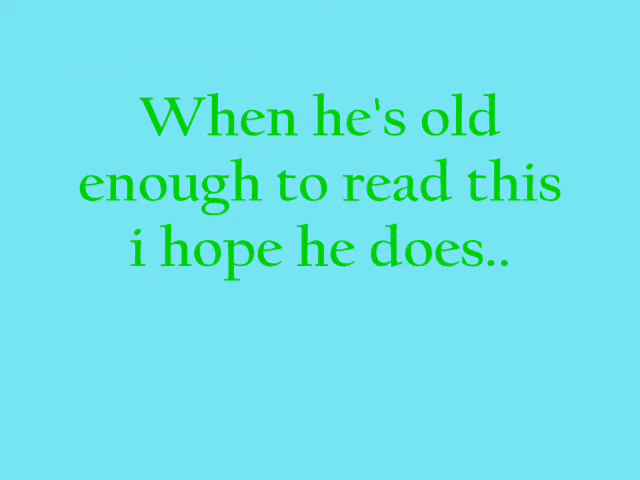 When he's old
enough to read this
i hope he does..